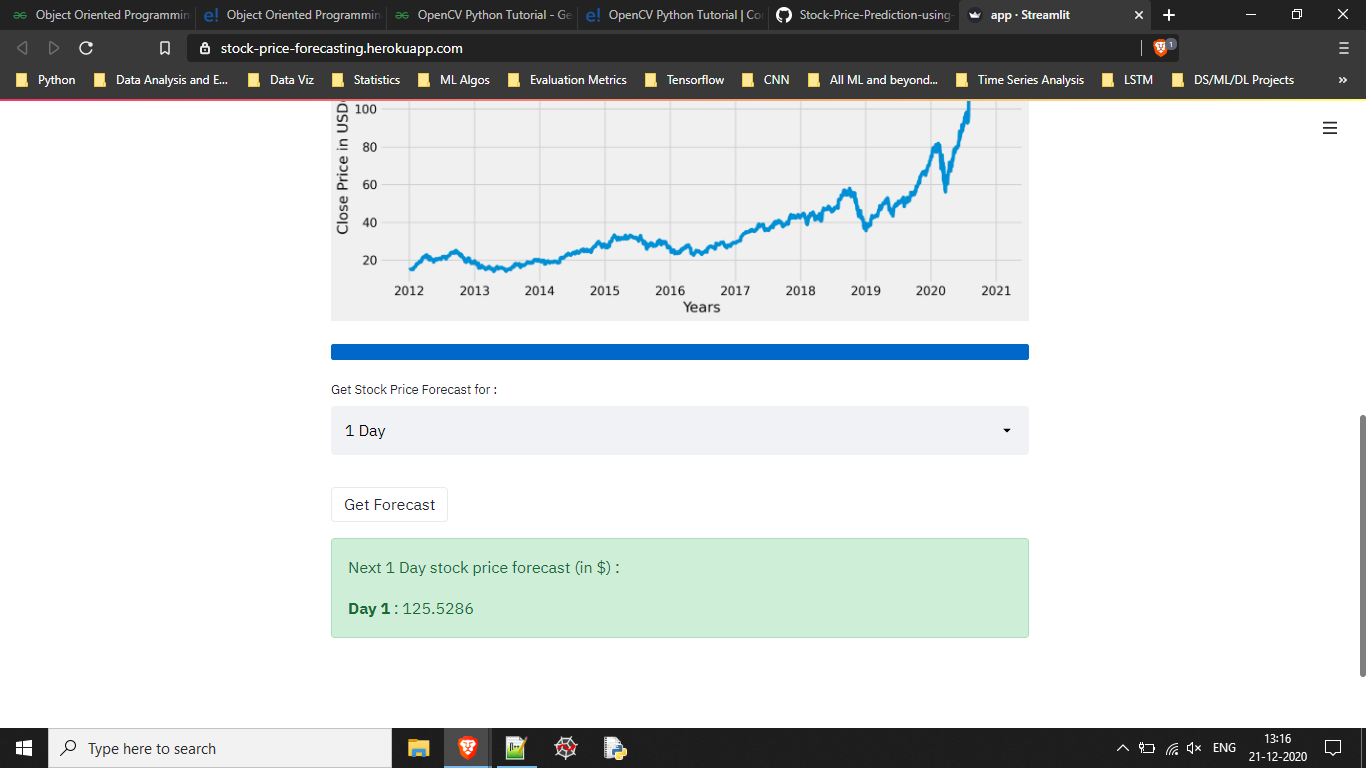 Object Oriented Programmin
Object Oriented Programmin
OpenCV Python Tutorial - Ge
OpenCV Python Tutorial | Co
Stock-Price-Prediction-using-
app · Streamlit
stock-price-forecasting.herokuapp.com
1
Python
Data Analysis and E...
Data Viz
Statistics
ML Algos
Evaluation Metrics
Tensorflow
CNN
All ML and beyond...
Time Series Analysis
LSTM
DS/ML/DL Projects
»
Close Price in USD
100
80
60
40
20
2012 2013 2014 2015 2016 2017 2018 2019 2020 2021
Years
Get Stock Price Forecast for :
1 Day
Get Forecast
Next 1 Day stock price forecast (in $) :
Day 1 : 125.5286
Type here to search
ENG
13:16
21-12-2020